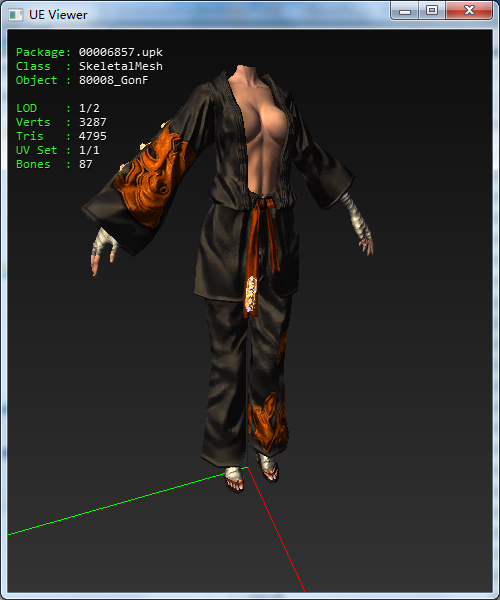 UE Viewer
Package: 00006857.upk
Class  : SkeletalMesh
Object : 80008_GonF
LOD    : 1/2
Verts  : 3287
Tris   : 4795
UV Set : 1/1
Bones  : 87